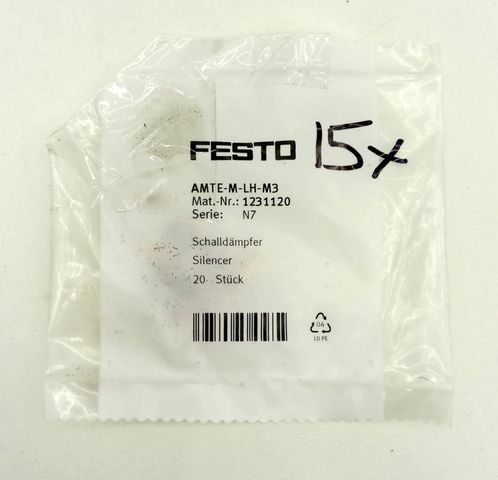 FESTO 15x
AMTE-M-LH-M3
Mat.-Nr.: 1231120
Serie: N7
Schalldämpfer
Silencer
20 Stück
04
LD PE